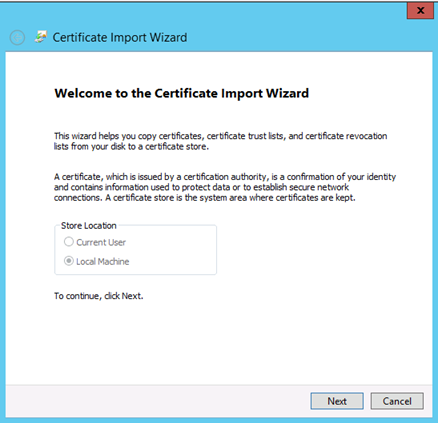 Certificate Import Wizard
Welcome to the Certificate Import Wizard
This wizard helps you copy certificates, certificate trust lists, and certificate revocation
lists from your disk to a certificate store.
A certificate, which is issued by a certification authority, is a confirmation of your identity
and contains information used to protect data or to establish secure network
connections. A certificate store is the system area where certificates are kept.
Store Location
Current User
Local Machine
To continue, click Next.
Next
Cancel